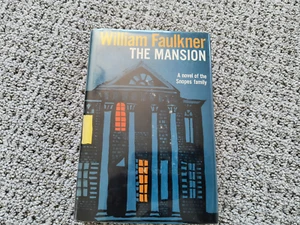 William Faulkner
THE MANSION
A novel of the
Snopes family